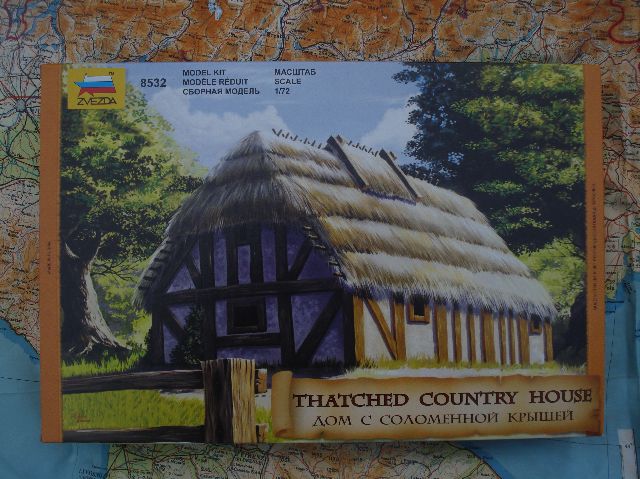 ZVEZDA
8532
MODEL KIT
MODÈLE RÉDUIT
СБОРНАЯ МОДЕЛЬ
МАСШТАБ
SCALE
1/72
THATCHED COUNTRY HOUSE
ДОМ С СОЛОМЕННОЙ КРЫШЕЙ